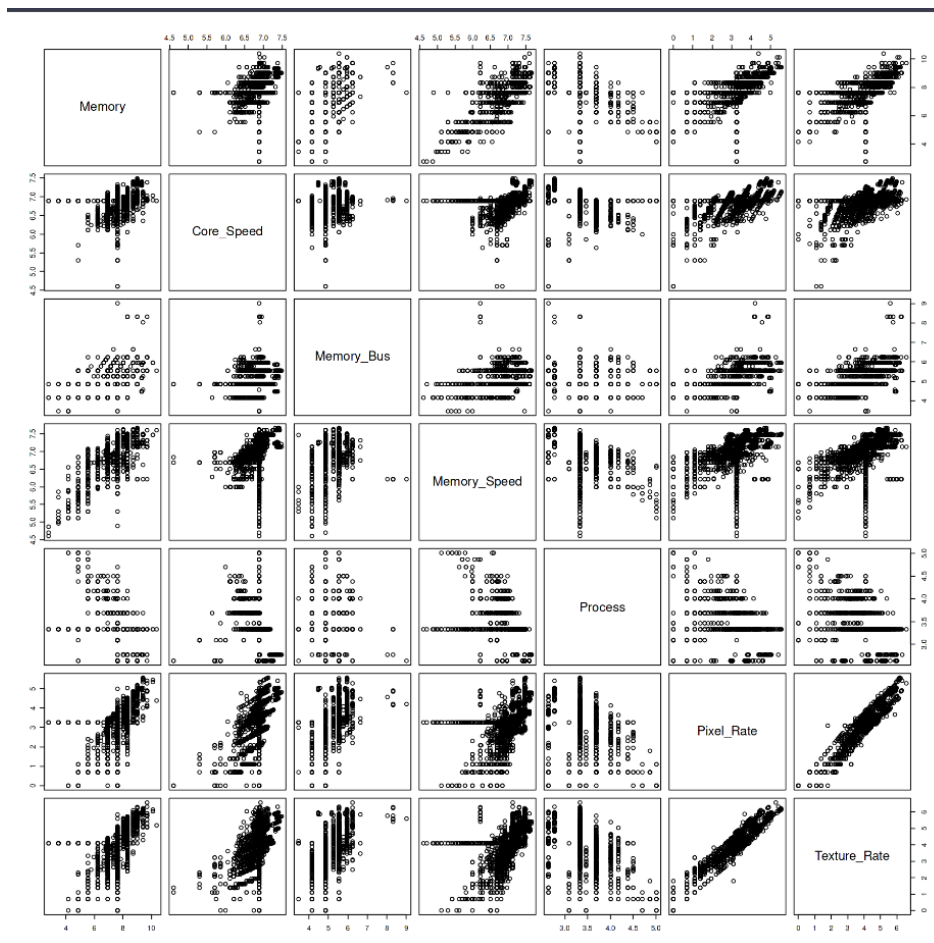 4.5 5.0 5.5 6.0 6.5 7.0 7.5 4.5 5.0 5.5 6.0 6.5 7.0 7.5 0 1 2 3 4 5
Memory
4 6 8 10
4.5 5.0 5.5 6.0 6.5 7.0 7.5
Core_Speed
Memory_Bus
4 5 6 7 8 9
4.5 5.0 5.5 6.0 6.5 7.0 7.5
Memory_Speed
Process
3.0 3.5 4.0 4.5 5.0
0 1 2 3 4 5
Pixel_Rate
Texture_Rate
0 1 2 3 4 5 6
4 6 8 10 4 5 6 7 8 9 3.0 3.5 4.0 4.5 5.0 0 1 2 3 4 5 6